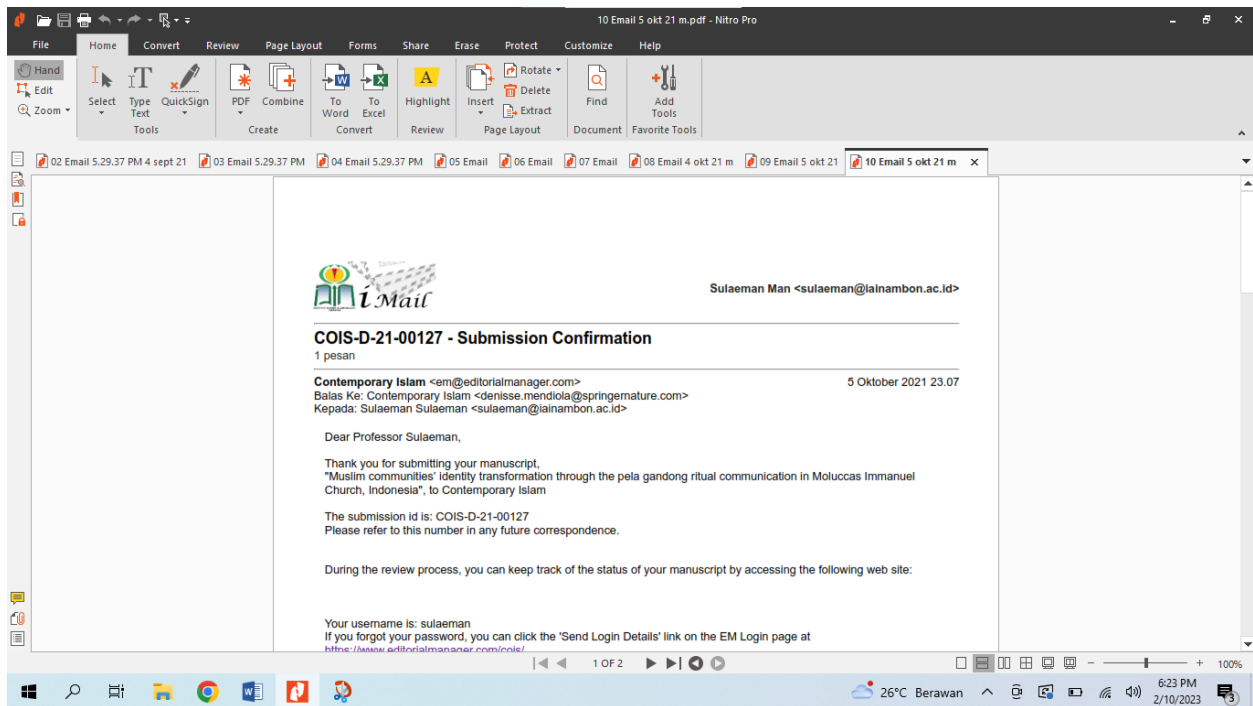 10 Email 5 okt 21 m.pdf - Nitro Pro
File Home Convert Review Page Layout Forms Share Erase Protect Customize Help
Hand
Edit
Zoom
Select
Type Text
QuickSign
Tools
PDF
Combine
Create
To Word
To Excel
Convert
A
Highlight
Review
Insert
Rotate
Delete
Extract
Page Layout
Find
Document
Add Tools
Favorite Tools
02 Email 5.29.37 PM 4 sept 21 03 Email 5.29.37 PM 04 Email 5.29.37 PM 05 Email 06 Email 07 Email 08 Email 4 okt 21 m 09 Email 5 okt 21 10 Email 5 okt 21 m
í Mail
Sulaeman Man <sulaeman@iainambon.ac.id>
COIS-D-21-00127 - Submission Confirmation
1 pesan
Contemporary Islam <em@editorialmanager.com> 5 Oktober 2021 23.07
Balas Ke: Contemporary Islam <denisse.mendiola@springernature.com>
Kepada: Sulaeman Sulaeman <sulaeman@iainambon.ac.id>
Dear Professor Sulaeman,
Thank you for submitting your manuscript,
"Muslim communities' identity transformation through the pela gandong ritual communication in Moluccas Immanuel
Church, Indonesia", to Contemporary Islam
The submission id is: COIS-D-21-00127
Please refer to this number in any future correspondence.
During the review process, you can keep track of the status of your manuscript by accessing the following web site:
Your username is: sulaeman
If you forgot your password, you can click the 'Send Login Details' link on the EM Login page at
https://www.editorialmanager.com/cois/
1 OF 2
100%
26°C Berawan
6:23 PM
2/10/2023
3